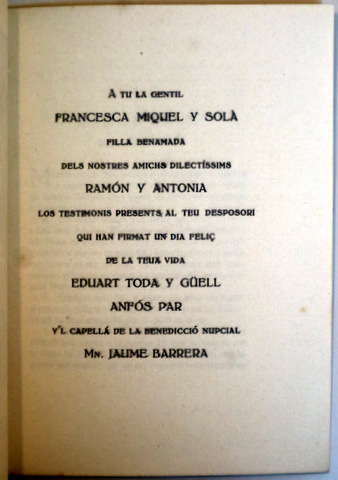 A TU LA GENTIL
FRANCESCA MIQUEL Y SOLÀ
FILLA BENAMADA
DELS NOSTRES AMICHS DILECTÍSSIMS
RAMÓN Y ANTONIA
LOS TESTIMONIS PRESENTS AL TEU DESPOSORI
QUI HAN FIRMAT UN DIA FELIÇ
DE LA TEUA VIDA
EDUART TODA Y GÜELL
ANFÓS PAR
Y'L CAPELLÁ DE LA BENEDICCIÓ NUPCIAL
MN. JAUME BARRERA